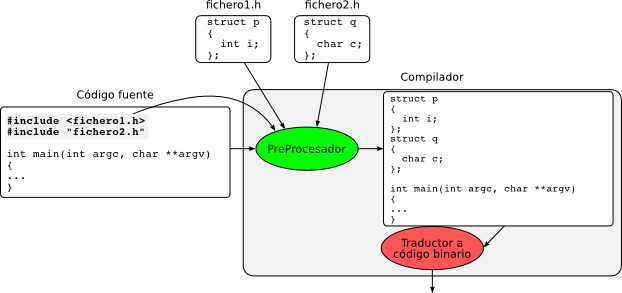 fichero1.h
struct p
{
int i;
};
fichero2.h
struct q
{
char c;
};
Código fuente
#include <fichero1.h>
#include "fichero2.h"
int main(int argc, char **argv)
{
...
}
Compilador
PreProcesador
struct p
{
int i;
};
struct q
{
char c;
};
int main(int argc, char **argv)
{
...
}
Traductor a
código binario